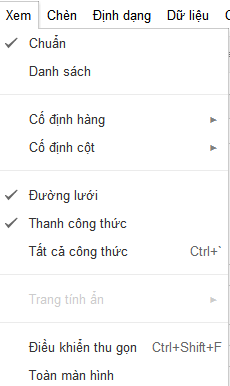 Xem Chèn Định dạng Dữ liệu
Chuẩn
Danh sách
Cố định hàng
Cố định cột
Đường lưới
Thanh công thức
Tất cả công thức Ctrl+`
Trang tính ẩn
Điều khiển thu gọn Ctrl+Shift+F
Toàn màn hình